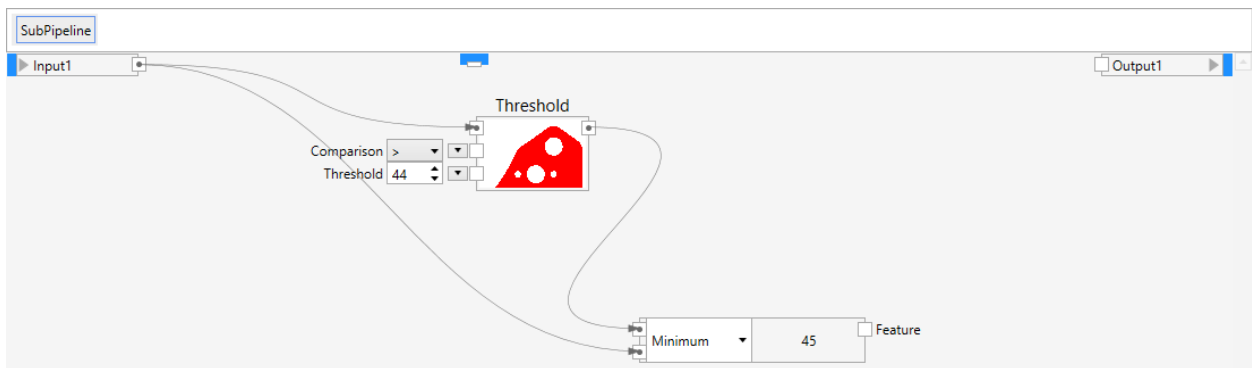 SubPipeline
Input1
Output1
Threshold
Comparison >
Threshold 44
Minimum 45 Feature